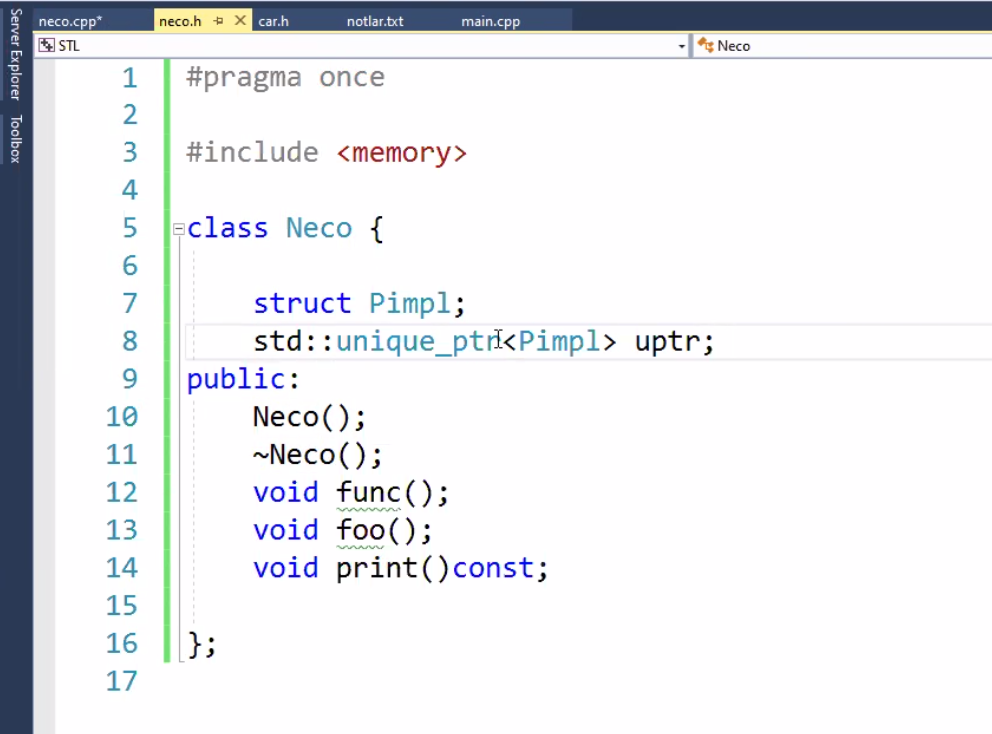 neco.cpp* neco.h car.h notlar.txt main.cpp
STL Neco
Server Explorer
Toolbox
1 #pragma once
2
3 #include <memory>
4
5 class Neco {
6
7 struct Pimpl;
8 std::unique_ptr<Pimpl> uptr;
9 public:
10 Neco();
11 ~Neco();
12 void func();
13 void foo();
14 void print()const;
15
16 };
17